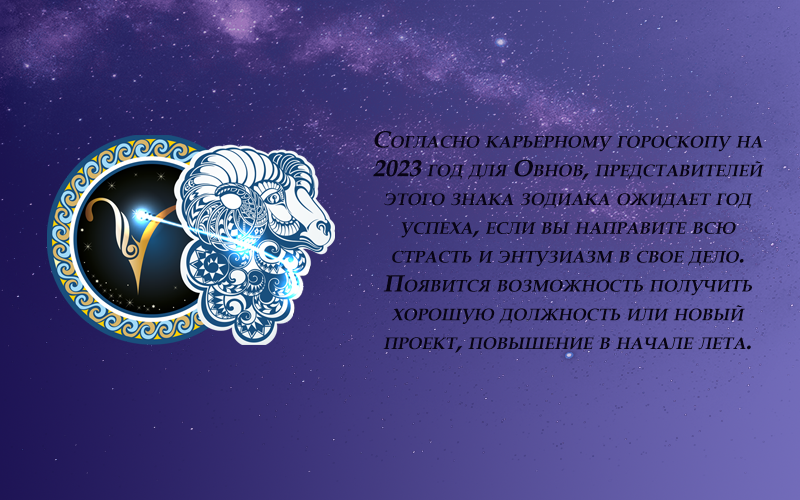 Согласно карьерному гороскопу на
2023 год для Овнов, представителей
этого знака зодиака ожидает год
успеха, если вы направите всю
страсть и энтузиазм в свое дело.
Появится возможность получить
хорошую должность или новый
проект, повышение в начале лета.